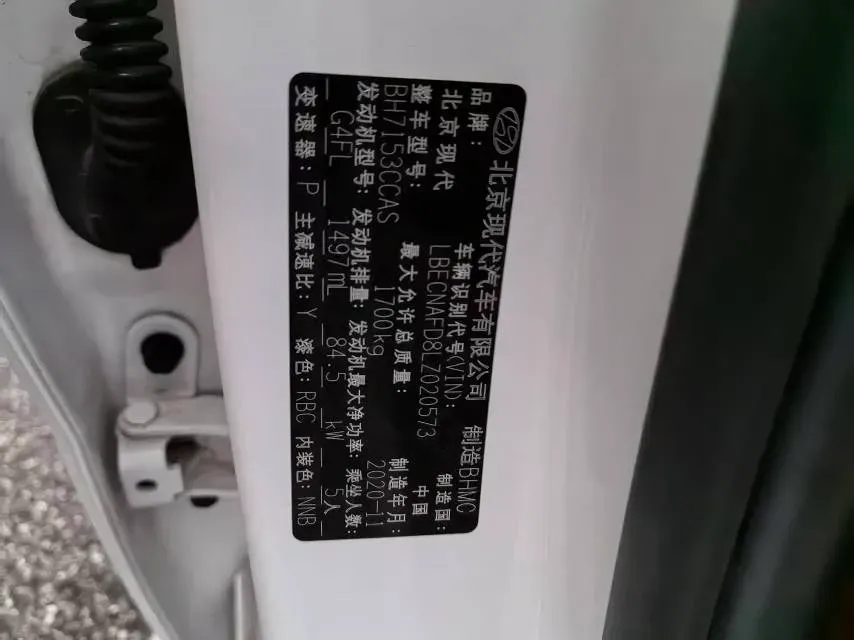 北京现代汽车有限公司 制造BHMC
品牌: 车辆识别代号(VIN): 制造国:
北京现代 LBECNAFD8LZ020573 中国
整车型号: 最大允许总质量: 制造年月:
BH7153CCAS 1700kg 2020-11
发动机型号: 发动机排量: 发动机最大净功率: 乘坐人数:
G4FL 1497mL 84.5 kW 5人
变速器: P 主减速比: Y 漆色: RBC 内装色: NNB